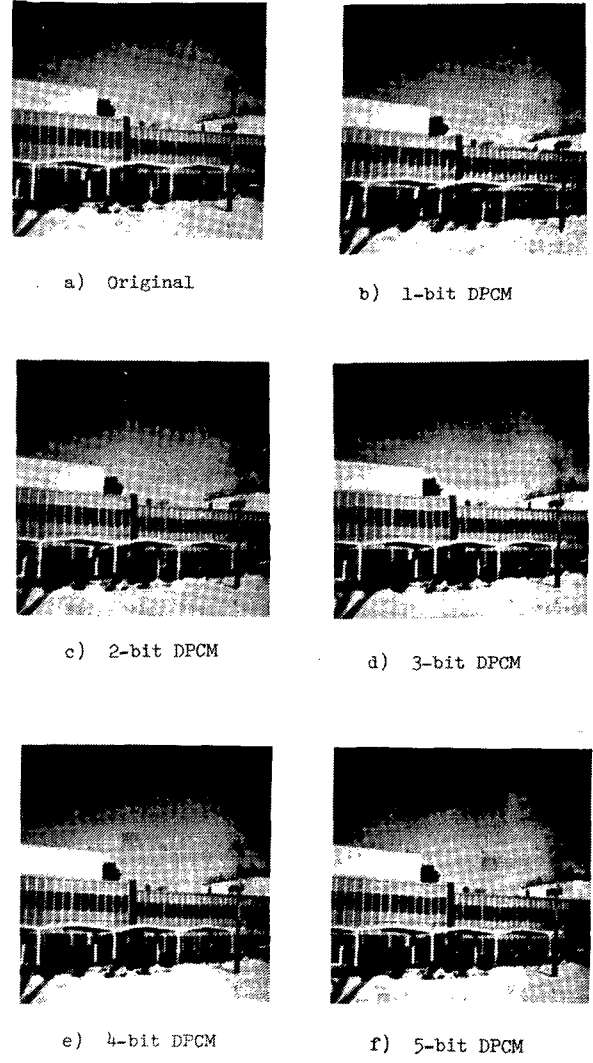 a) Original
b) 1-bit DPCM
c) 2-bit DPCM
d) 3-bit DPCM
e) 4-bit DPCM
f) 5-bit DPCM